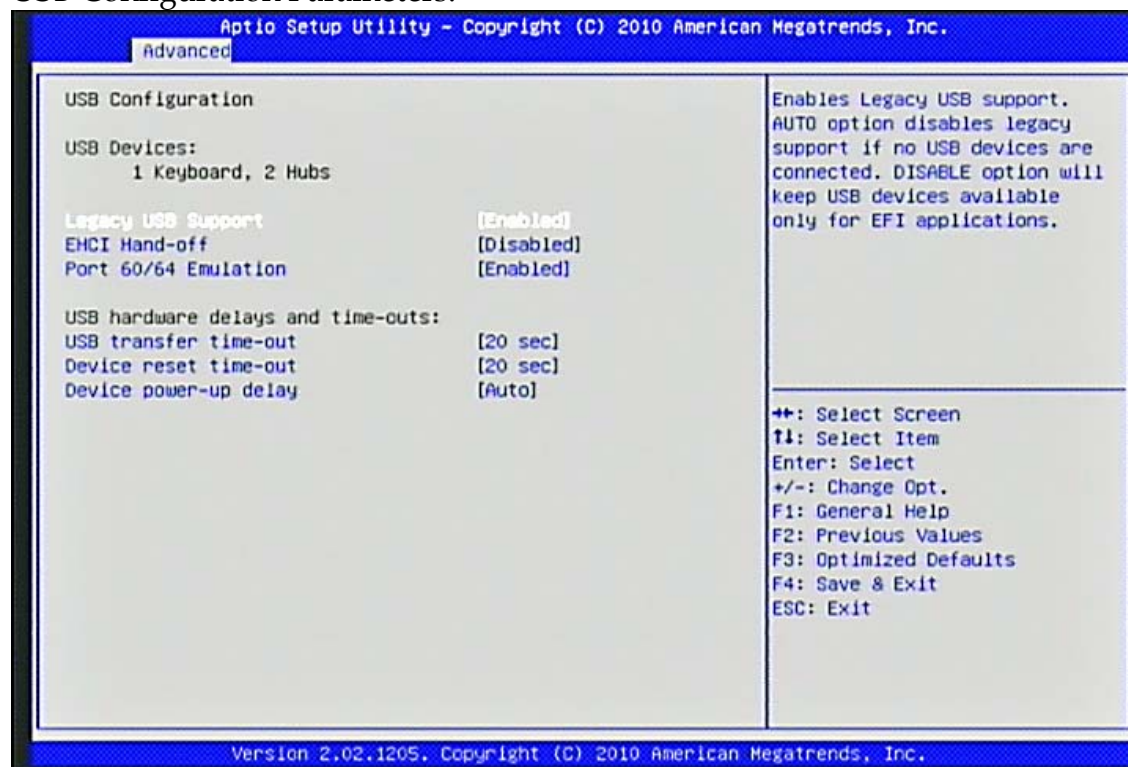 USB Configuration Parameters:
Aptio Setup Utility – Copyright (C) 2010 American Megatrends, Inc.
Advanced
USB Configuration
USB Devices:
1 Keyboard, 2 Hubs
Legacy USB Support [Enabled]
EHCI Hand-off [Disabled]
Port 60/64 Emulation [Enabled]
USB hardware delays and time-outs:
USB transfer time-out [20 sec]
Device reset time-out [20 sec]
Device power-up delay [Auto]
Enables Legacy USB support.
AUTO option disables legacy
support if no USB devices are
connected. DISABLE option will
keep USB devices available
only for EFI applications.
→←: Select Screen
↑↓: Select Item
Enter: Select
+/-: Change Opt.
F1: General Help
F2: Previous Values
F3: Optimized Defaults
F4: Save & Exit
ESC: Exit
Version 2.02.1205. Copyright (C) 2010 American Megatrends, Inc.